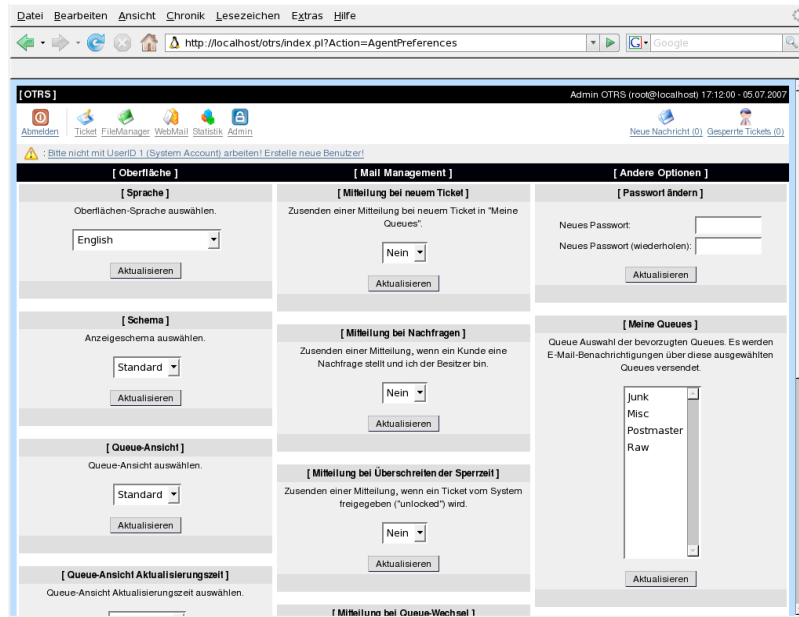 Datei Bearbeiten Ansicht Chronik Lesezeichen Extras Hilfe
http://localhost/otrs/index.pl?Action=AgentPreferences
G Google
[OTRS]
Admin OTRS (root@localhost) 17:12:00 - 05.07.2007
Abmelden Ticket FileManager WebMail Statistik Admin
Neue Nachricht (0) Gesperrte Tickets (0)
: Bitte nicht mit UserID 1 (System Account) arbeiten! Erstelle neue Benutzer!
[ Oberfläche ]
[ Sprache ]
Oberflächen-Sprache auswählen.
English
Aktualisieren
[ Schema ]
Anzeigeschema auswählen.
Standard
Aktualisieren
[ Queue-Ansicht ]
Queue-Ansicht auswählen.
Standard
Aktualisieren
[ Queue-Ansicht Aktualisierungszeit ]
Queue-Ansicht Aktualisierungszeit auswählen.
[ Mail Management ]
[ Mitteilung bei neuem Ticket ]
Zusenden einer Mitteilung bei neuem Ticket in "Meine
Queues".
Nein
Aktualisieren
[ Mitteilung bei Nachfragen ]
Zusenden einer Mitteilung, wenn ein Kunde eine
Nachfrage stellt und ich der Besitzer bin.
Nein
Aktualisieren
[ Mitteilung bei Überschreiten der Sperrzeit ]
Zusenden einer Mitteilung, wenn ein Ticket vom System
freigegeben ("unlocked") wird.
Nein
Aktualisieren
[ Mitteilung bei Queue-Wechsel ]
[ Andere Optionen ]
[ Passwort ändern ]
Neues Passwort:
Neues Passwort (wiederholen):
Aktualisieren
[ Meine Queues ]
Queue Auswahl der bevorzugten Queues. Es werden
E-Mail-Benachrichtigungen über diese ausgewählten
Queues versendet.
Junk
Misc
Postmaster
Raw
Aktualisieren